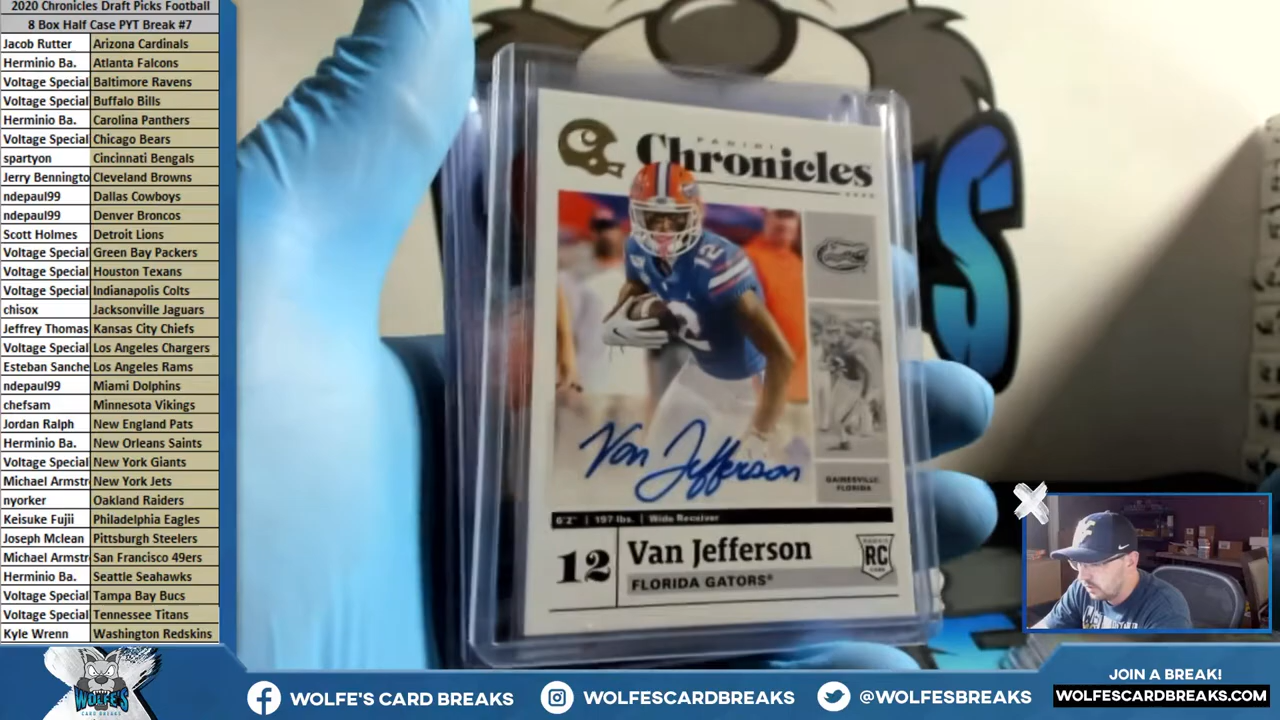 2020 Chronicles Draft Picks Football
8 Box Half Case PYT Break #7
Jacob Rutter Arizona Cardinals
Herminio Ba. Atlanta Falcons
Voltage Special Baltimore Ravens
Voltage Special Buffalo Bills
Herminio Ba. Carolina Panthers
Voltage Special Chicago Bears
spartyon Cincinnati Bengals
Jerry Benningto Cleveland Browns
ndepaul99 Dallas Cowboys
ndepaul99 Denver Broncos
Scott Holmes Detroit Lions
Voltage Special Green Bay Packers
Voltage Special Houston Texans
Voltage Special Indianapolis Colts
chisox Jacksonville Jaguars
Jeffrey Thomas Kansas City Chiefs
Voltage Special Los Angeles Chargers
Esteban Sanche Los Angeles Rams
ndepaul99 Miami Dolphins
chefsam Minnesota Vikings
Jordan Ralph New England Pats
Herminio Ba. New Orleans Saints
Voltage Special New York Giants
Michael Armstr New York Jets
nyorker Oakland Raiders
Keisuke Fujii Philadelphia Eagles
Joseph Mclean Pittsburgh Steelers
Michael Armstr San Francisco 49ers
Herminio Ba. Seattle Seahawks
Voltage Special Tampa Bay Bucs
Voltage Special Tennessee Titans
Kyle Wrenn Washington Redskins
PANINI
Chronicles
12
2
Van Jefferson
GAINESVILLE,
FLORIDA
6'2" | 197 lbs. | Wide Receiver
12 Van Jefferson
FLORIDA GATORS®
RC
WOLFE'S
CARD BREAKS
WOLFE'S CARD BREAKS
WOLFESCARDBREAKS
@WOLFESBREAKS
JOIN A BREAK!
WOLFESCARDBREAKS.COM